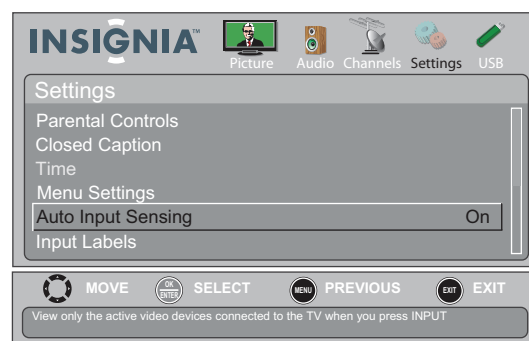 INSIGNIA™
Picture Audio Channels Settings USB
Settings
Parental Controls
Closed Caption
Time
Menu Settings
Auto Input Sensing On
Input Labels
MOVE OK ENTER SELECT MENU PREVIOUS EXIT EXIT
View only the active video devices connected to the TV when you press INPUT